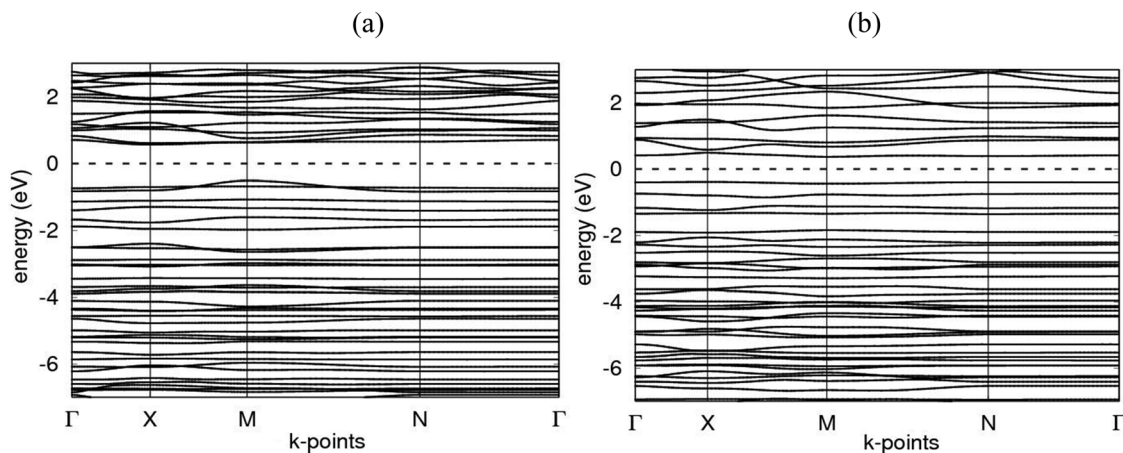 (a)
(b)
energy (eV)
2
0
-2
-4
-6
Γ X M N Γ
k-points
energy (eV)
2
0
-2
-4
-6
Γ X M N Γ
k-points